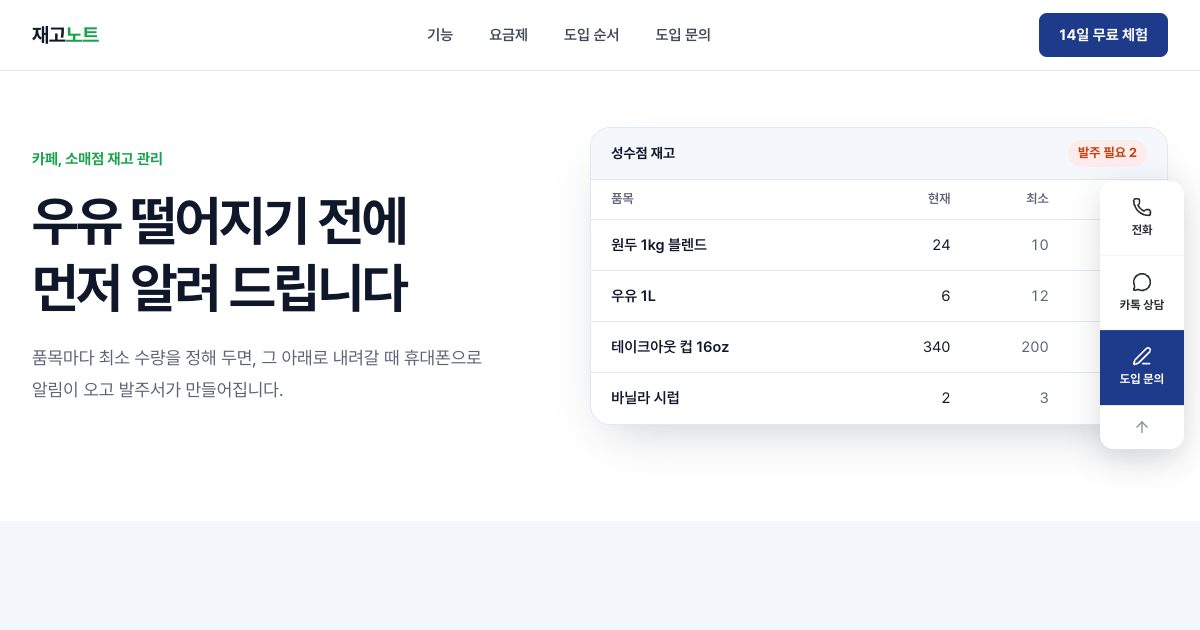 재고노트
기능
요금제
도입 순서
도입 문의
14일 무료 체험
카페, 소매점 재고 관리
우유 떨어지기 전에
먼저 알려 드립니다
품목마다 최소 수량을 정해 두면, 그 아래로 내려갈 때 휴대폰으로
알림이 오고 발주서가 만들어집니다.
성수점 재고
발주 필요 2
품목 현재 최소
원두 1kg 블렌드 24 10
우유 1L 6 12
테이크아웃 컵 16oz 340 200
바닐라 시럽 2 3
전화
카톡 상담
도입 문의